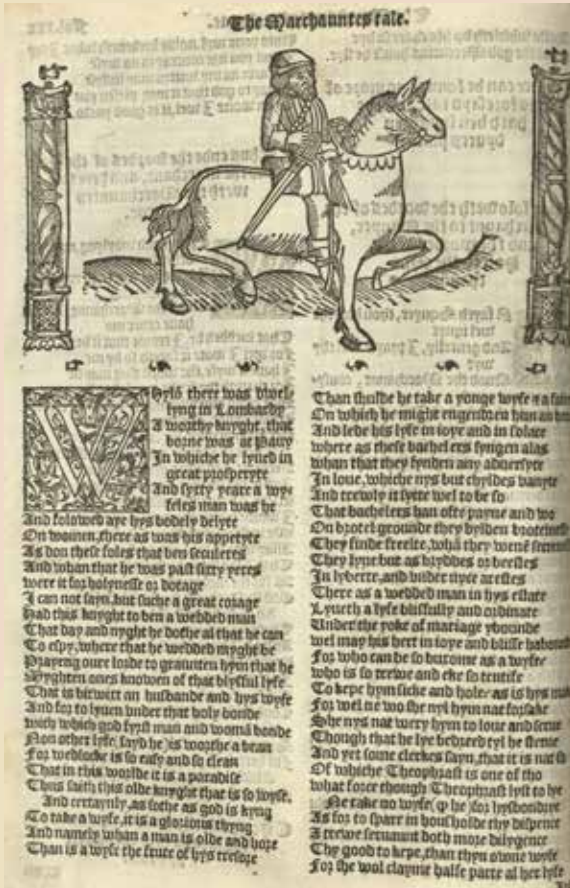 The Marchauntes tale.
Whylō there was dwel-
lyng in Lombardy
A worthy knyght, that
borne was at Pauy
In whiche he lyued in
great prosperyte
And syxty yeare a wy-
feles man was he
And folowed aye hys bodely delyte
On women, there as was his appetyte
As don these foles that ben seculeres
And whan that he was past sixty yeres
were it for holynesse or dotage
I can not sayn, but suche a great corage
Had this knyght to ben a wedded man
That day and nyght he dothe al that he can
To espy, where that he wedded myght be
Prayeng oure lorde to graunten hym that he
Myghten ones knowen of that blysful lyfe
That is bitwixt an husbande and hys wyfe
And for to lyuen vnder that holy bonde
with which god fyrst man and womā bonde
Non other lyfe (sayd he) is worthe a bean
For wedlocke is so easy and so clean
That in this worlde it is a paradise
Thus saith this olde knyght that is so wyse.
And certaynly, as sothe as god is kyng
To take a wyfe, it is a glorious thyng
And namely whan a man is olde and hore
Than is a wyfe the frute of hys tresore
Than shulde he take a yonge wyfe & a fair
On which he might engendren him an
And lede his lyfe in ioye and in solace
where as these bachelers syngen alas
whan that they fynden any aduersyte
In loue, whiche nys but chyldes vanyte
And trewly it sytte wel to be so
That bachelers han ofte payne and wo
On brotel grounde they bylden
They finde freelte, whā they wenē
They lyue but as byrdes or beestes
In lyberte, and vnder nyce arestes
There as a wedded man in hys estate
Lyueth a lyfe blisfully and ordinate
Under the yoke of mariage ybounde
wel may his hert in ioye and blisse
For who can be so buxome as a wyfe
who is so trewe and eke so tentife
To kepe hym sicke and hole as is hys
For wel ne wo she nyl hym nat forsake
She nys nat wery hym to loue and serue
Though that he lye bedreed tyl he sterue
And yet some clerkes sayn, that it is nat so
Of whiche Theophrast is one of tho
what force though Theophrast lyst to lye
Ne take no wyfe (ꝙ he) for
As for to spare in housholde thy dispence
A trewe seruaunt doth more dilygence
Thy good to kepe, than thyn owne wyfe
For she wol clayme halfe parte al her lyfe